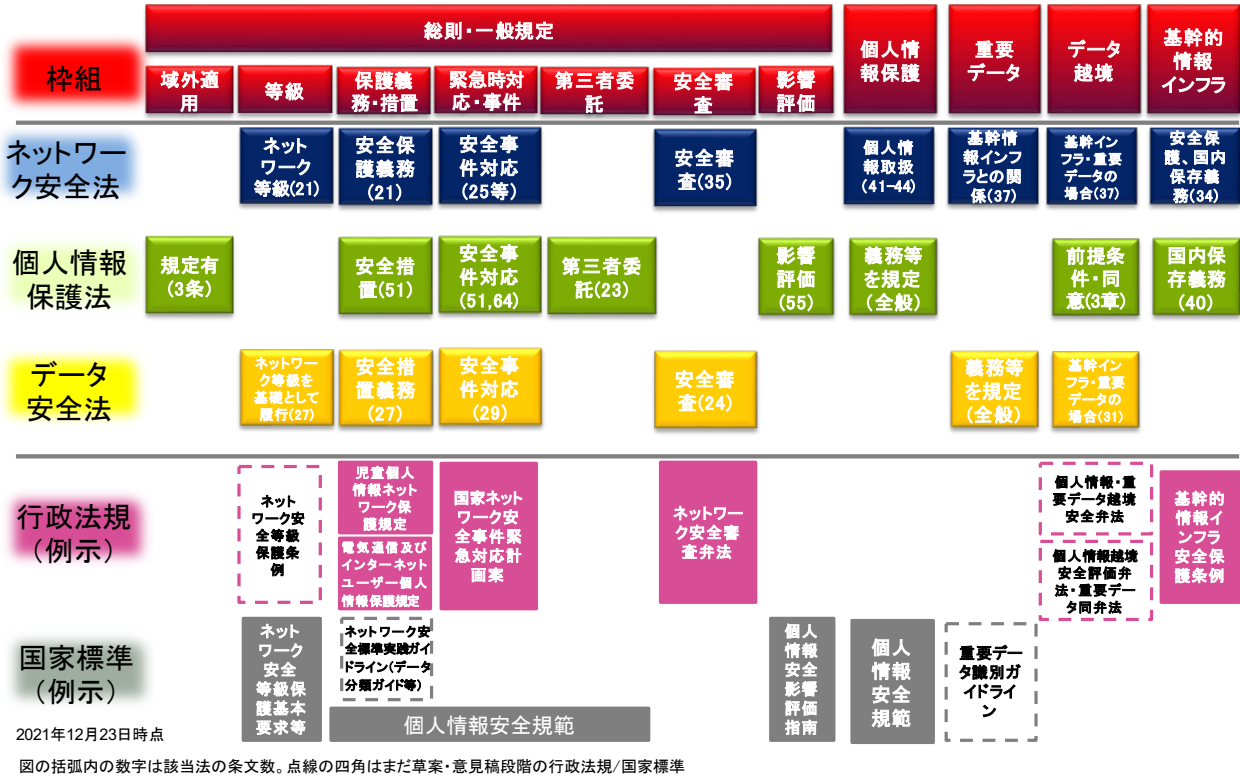 総則・一般規定
枠組
域外適
用
等級
保護義
務・措置
緊急時対
応・事件
第三者委
託
安全審
査
影響
評価
個人情
報保護
重要
データ
データ
越境
基幹的
情報
インフラ
ネットワー
ク安全法
ネット
ワーク
等級(21)
安全保
護義務
(21)
安全事
件対応
(25等)
安全審
査(35)
個人情
報取扱
(41-44)
基幹情
報インフ
ラとの関
係(37)
基幹イン
フラ・重要
データの
場合(37)
安全保
護、国内
保存義
務(34)
個人情報
保護法
規定有
(3条)
安全措
置(51)
安全事
件対応
(51,64)
第三者委
託(23)
影響
評価
(55)
義務等
を規定
(全般)
前提条
件・同
意(3章)
国内保
存義務
(40)
データ
安全法
ネットワー
ク等級を
基礎として
履行(27)
安全措
置義務
(27)
安全事
件対応
(29)
安全審
査(24)
義務等
を規定
(全般)
基幹イン
フラ・重要
データの
場合(31)
行政法規
(例示)
ネット
ワーク安
全等級
保護条
例
児童個人
情報ネット
ワーク保
護規定
電気通信及び
インターネット
ユーザー個人
情報保護規定
国家ネット
ワーク安
全事件緊
急対応計
画案
ネットワー
ク安全審
査弁法
個人情報・重
要データ越境
安全弁法
個人情報越境
安全評価弁
法・重要デー
タ同弁法
基幹的
情報イ
ンフラ
安全保
護条例
国家標準
(例示)
ネット
ワーク
安全
等級保
護基本
要求等
ネットワーク安
全標準実践ガイ
ドライン(データ
分類ガイド等)
個人情報安全規範
個人
情報
安全
影響
評価
指南
個人
情報
安全
規範
重要デー
タ識別ガ
イドライ
ン
2021年12月23日時点
図の括弧内の数字は該当法の条文数。点線の四角はまだ草案・意見稿段階の行政法規/国家標準